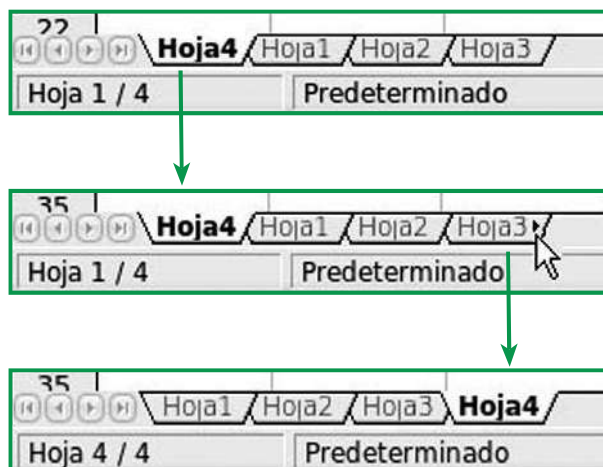 22
Hoja4 Hoja1 Hoja2 Hoja3
Hoja 1 / 4 Predeterminado
35
Hoja4 Hoja1 Hoja2 Hoja3
Hoja 1 / 4 Predeterminado
35
Hoja1 Hoja2 Hoja3 Hoja4
Hoja 4 / 4 Predeterminado